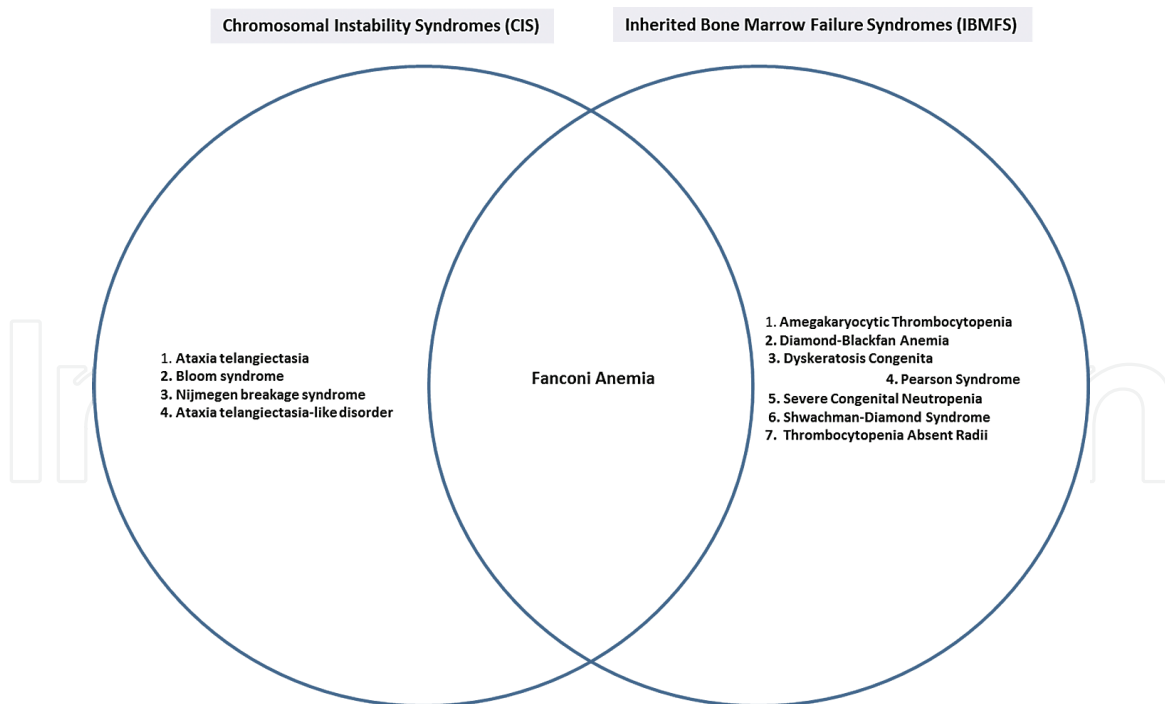 Chromosomal Instability Syndromes (CIS)
Inherited Bone Marrow Failure Syndromes (IBMFS)
1. Ataxia telangiectasia
2. Bloom syndrome
3. Nijmegen breakage syndrome
4. Ataxia telangiectasia-like disorder
Fanconi Anemia
1. Amegakaryocytic Thrombocytopenia
2. Diamond-Blackfan Anemia
3. Dyskeratosis Congenita
4. Pearson Syndrome
5. Severe Congenital Neutropenia
6. Shwachman-Diamond Syndrome
7. Thrombocytopenia Absent Radii